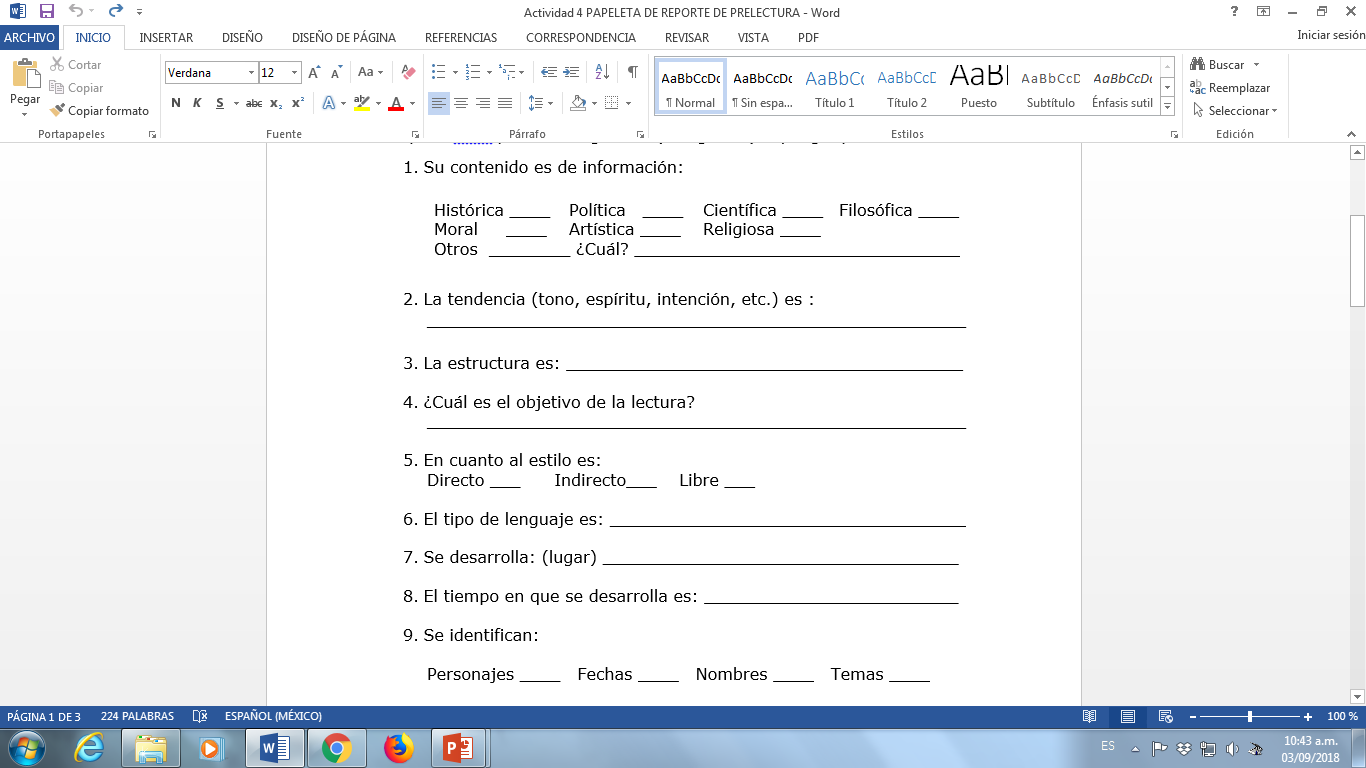 Actividad 4 PAPELETA DE REPORTE DE PRELECTURA - Word
ARCHIVO INICIO INSERTAR DISEÑO DISEÑO DE PÁGINA REFERENCIAS CORRESPONDENCIA REVISAR VISTA PDF Iniciar sesión
Pegar
Cortar
Copiar
Copiar formato
Portapapeles
Verdana 12
N K S abc x₂ x²
Fuente
Párrafo
AaBbCcDc AaBbCcDc AaBbCc AaBbCcD AaB AaBbCcD AaBbCcDc
¶ Normal ¶ Sin espa... Título 1 Título 2 Puesto Subtítulo Énfasis sutil
Estilos
Buscar
Reemplazar
Seleccionar
Edición
1. Su contenido es de información:
Histórica ____ Política ____ Científica ____ Filosófica ____
Moral ____ Artística ____ Religiosa ____
Otros ________ ¿Cuál? ________________________________
2. La tendencia (tono, espíritu, intención, etc.) es :
_____________________________________________________
3. La estructura es: _______________________________________
4. ¿Cuál es el objetivo de la lectura?
_____________________________________________________
5. En cuanto al estilo es:
Directo ___ Indirecto___ Libre ___
6. El tipo de lenguaje es: ___________________________________
7. Se desarrolla: (lugar) ___________________________________
8. El tiempo en que se desarrolla es: _________________________
9. Se identifican:
Personajes ____ Fechas ____ Nombres ____ Temas ____
PÁGINA 1 DE 3 224 PALABRAS ESPAÑOL (MÉXICO) 100 %
ES
10:43 a.m.
03/09/2018